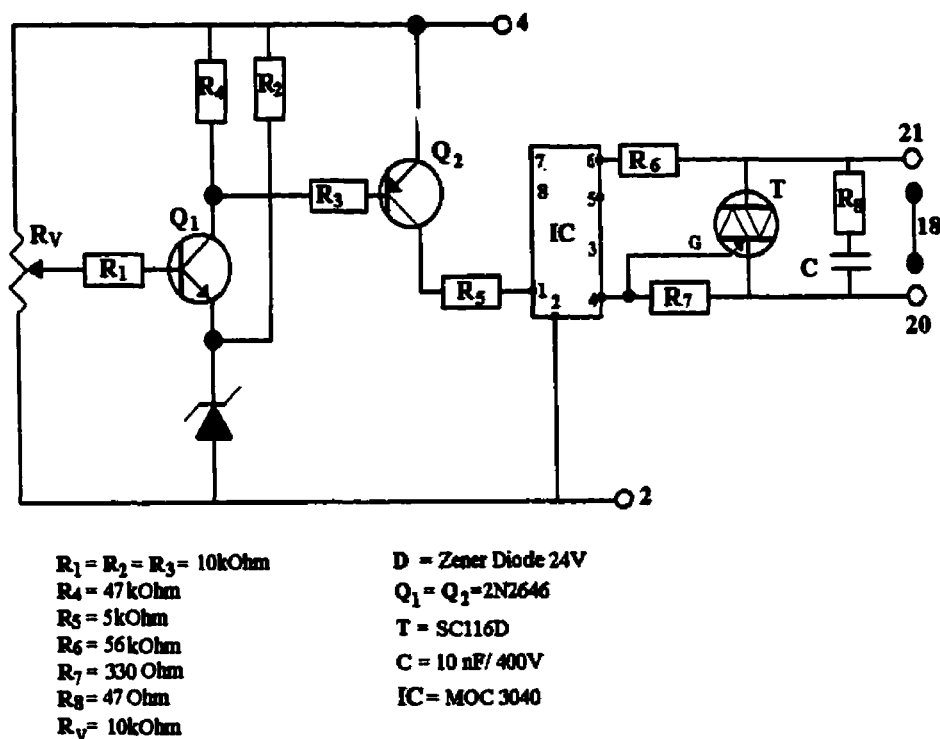 4
R4
R2
Q2
Q1
R3
RV
R1
R5
7
8
IC
1
2
6
5
3
4
R6
R7
G
T
R8
C
21
18
20
2
R1 = R2 = R3 = 10kOhm
R4 = 47kOhm
R5 = 5kOhm
R6 = 56kOhm
R7 = 330 Ohm
R8 = 47 Ohm
RV = 10kOhm
D = Zener Diode 24V
Q1 = Q2 =2N2646
T = SC116D
C = 10 nF/ 400V
IC = MOC 3040